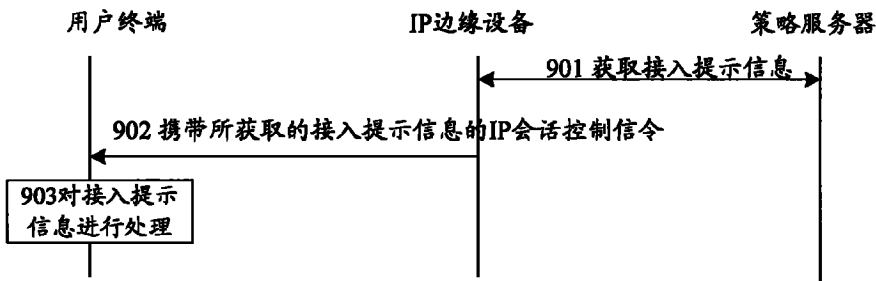 用户终端 IP边缘设备 策略服务器
901 获取接入提示信息
902 携带所获取的接入提示信息的IP会话控制信令
903对接入提示
信息进行处理